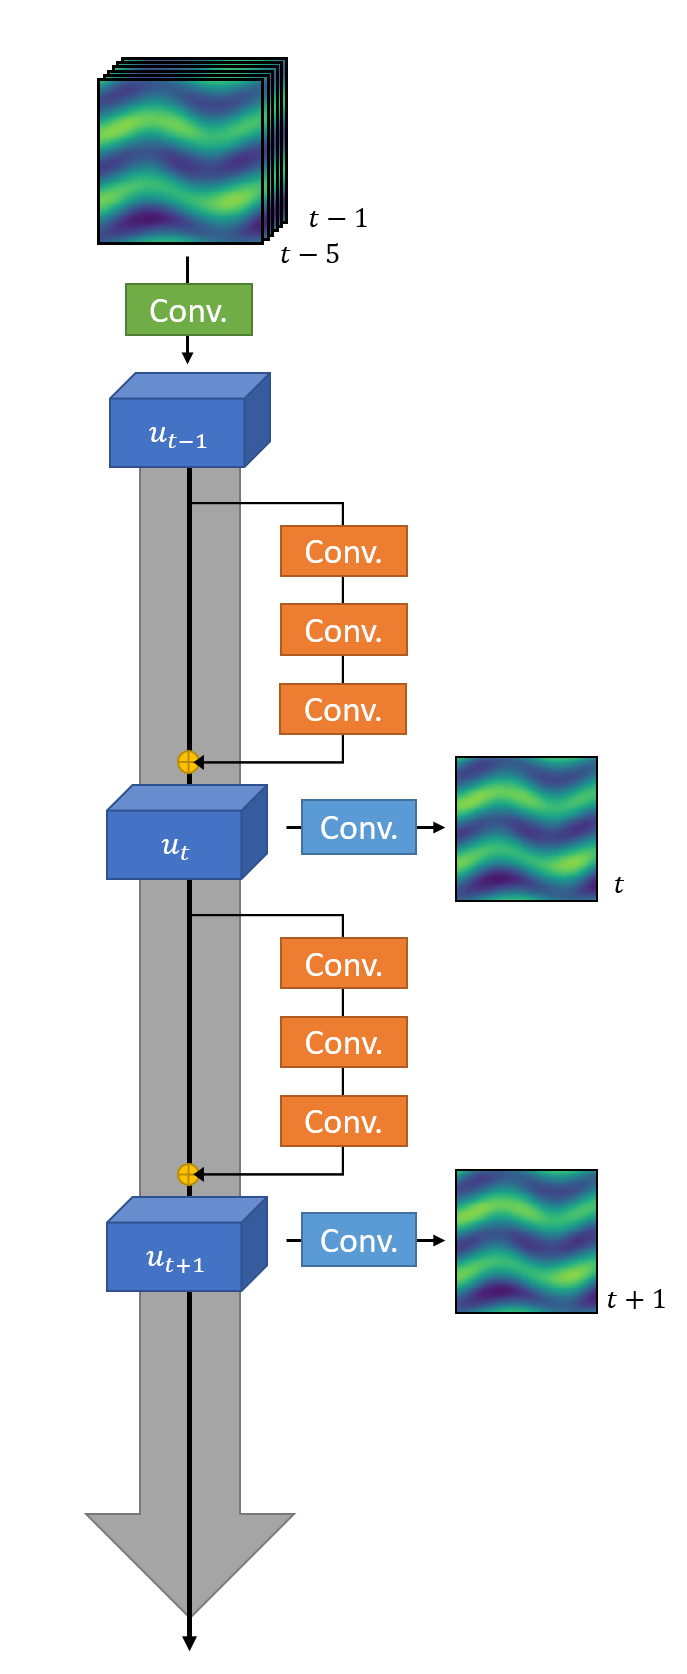 t − 1
t − 5
Conv.
u_{t−1}
Conv.
Conv.
Conv.
u_t
Conv.
t
Conv.
Conv.
Conv.
u_{t+1}
Conv.
t + 1